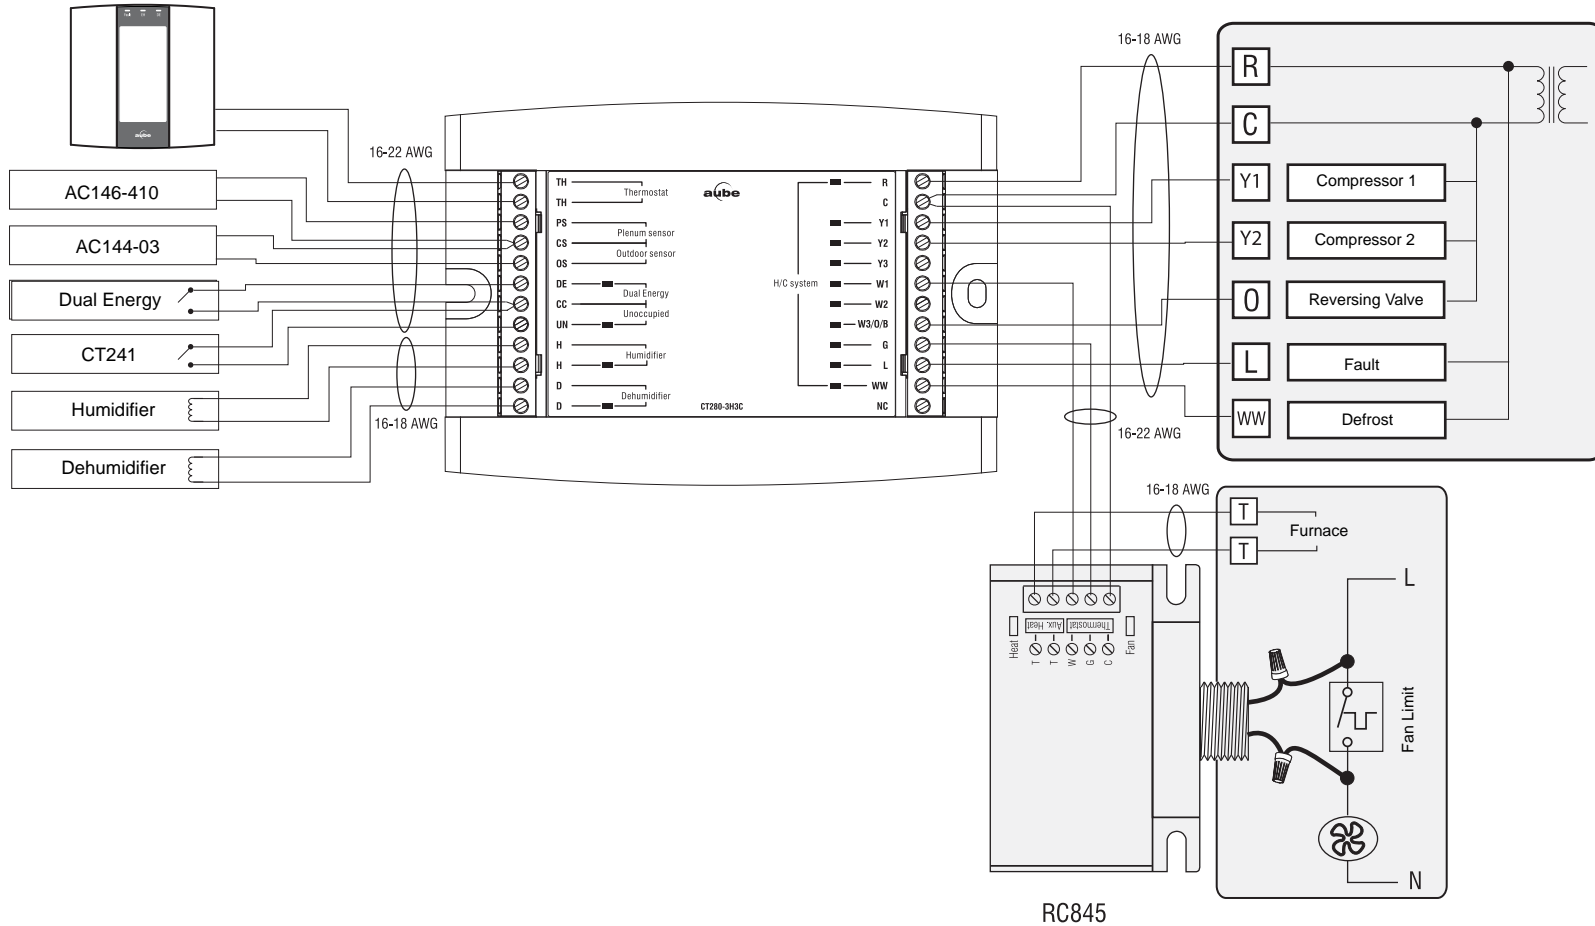 aube
AC146-410
AC144-03
Dual Energy
CT241
Humidifier
Dehumidifier
16-22 AWG
16-18 AWG
TH
Thermostat
TH
PS
Plenum sensor
CS
Outdoor sensor
OS
DE
Dual Energy
CC
Unoccupied
UN
H
Humidifier
H
D
Dehumidifier
D
aube
H/C system
CT280-3H3C
R
C
Y1
Y2
Y3
W1
W2
W3/O/B
G
L
WW
NC
16-18 AWG
16-22 AWG
R
C
Y1 Compressor 1
Y2 Compressor 2
O Reversing Valve
L Fault
WW Defrost
16-18 AWG
T
Furnace
T
L
Fan Limit
N
Heat
Aux. Heat
Thermostat
Fan
T
T
W
G
C
RC845